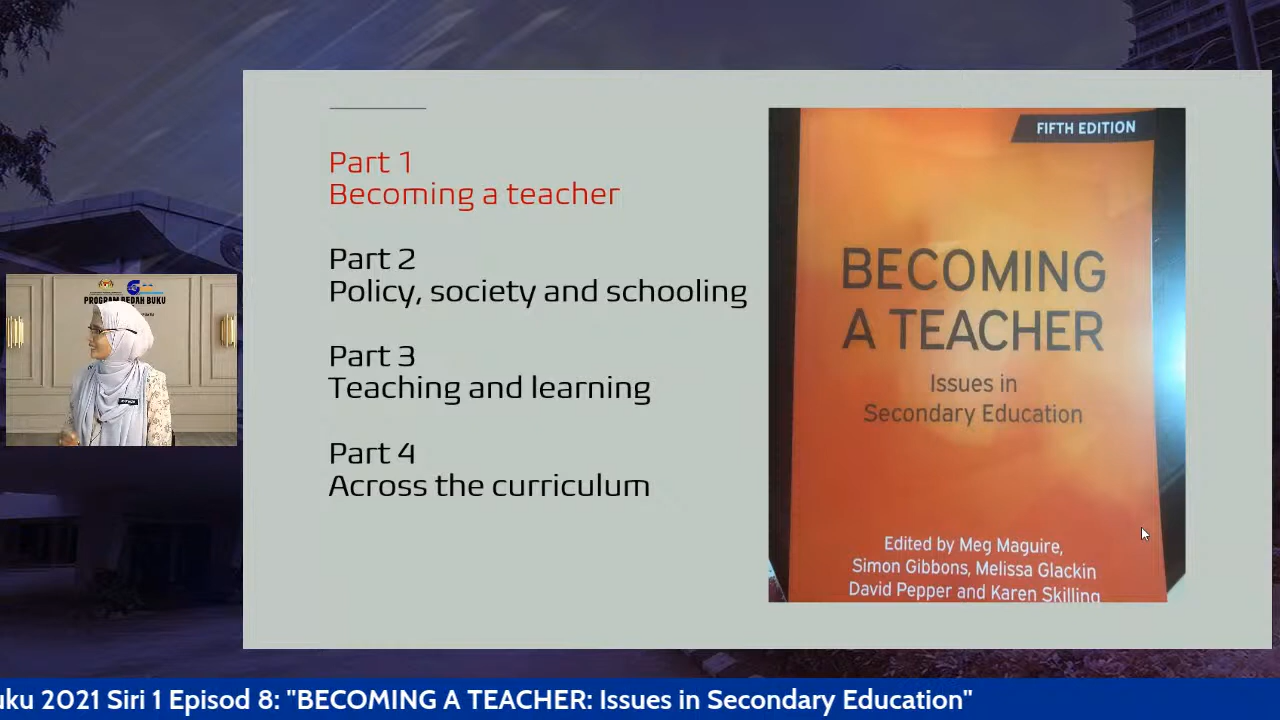 Part 1
Becoming a teacher
Part 2
Policy, society and schooling
Part 3
Teaching and learning
Part 4
Across the curriculum
FIFTH EDITION
BECOMING
A TEACHER
Issues in
Secondary Education
Edited by Meg Maguire,
Simon Gibbons, Melissa Glackin
David Pepper and Karen Skilling
PROGRAM BEDAH BUKU
uku 2021 Siri 1 Episod 8: "BECOMING A TEACHER: Issues in Secondary Education"